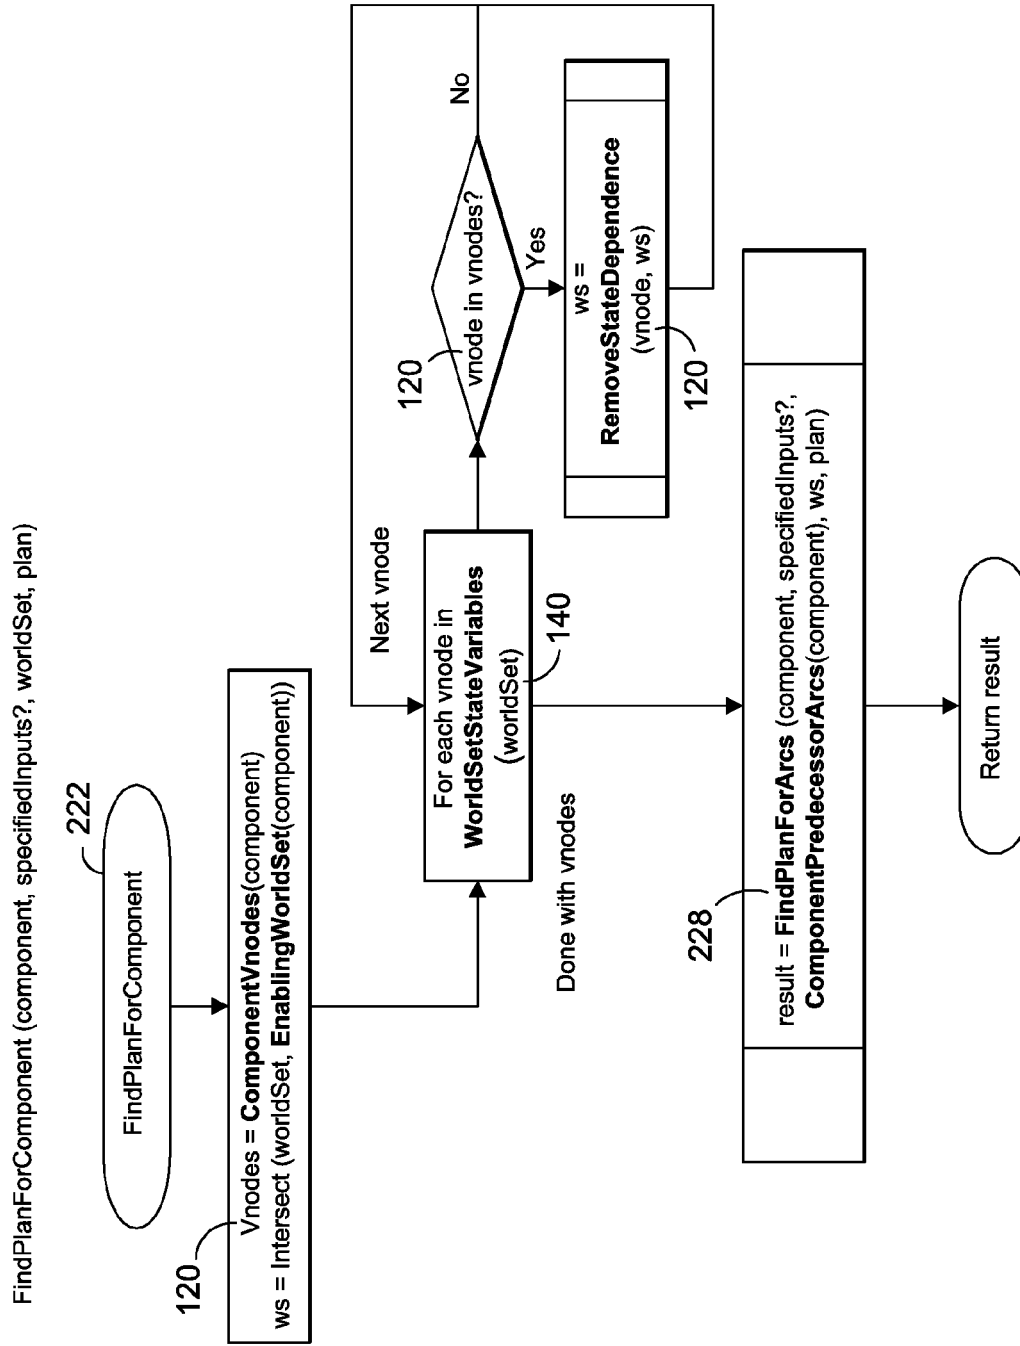 FindPlanForComponent (component, specifiedInputs?, worldSet, plan)
222
FindPlanForComponent
120
Vnodes = ComponentVnodes(component)
ws = Intersect (worldSet, EnablingWorldSet(component))
Next vnode
For each vnode in
WorldSetStateVariables
(worldSet)
140
120
vnode in vnodes?
No
Yes
ws =
RemoveStateDependence
(vnode, ws)
120
Done with vnodes
228
result = FindPlanForArcs (component, specifiedInputs?,
ComponentPredecessorArcs(component), ws, plan)
Return result